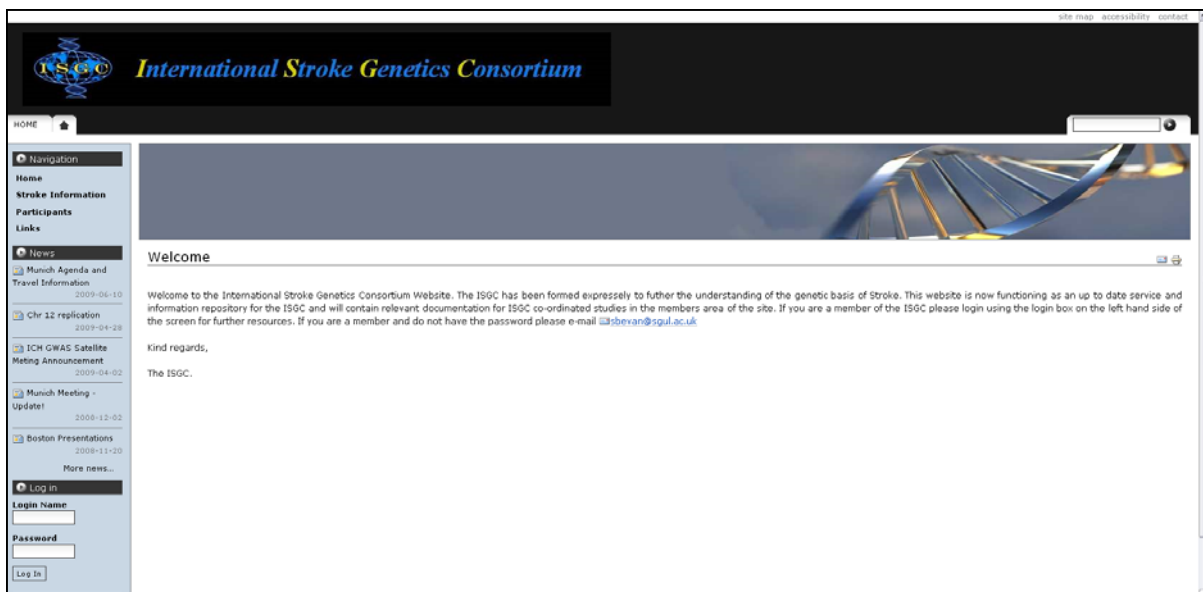 site map accessibility contact
ISGC
International Stroke Genetics Consortium
HOME
Navigation
Home
Stroke Information
Participants
Links
News
Munich Agenda and
Travel Information
2009-06-10
Chr 12 replication
2009-04-28
ICH GWAS Satellite
Meting Announcement
2009-04-02
Munich Meeting -
Update!
2008-12-02
Boston Presentations
2008-11-20
More news...
Log in
Login Name
Password
Log In
Welcome
Welcome to the International Stroke Genetics Consortium Website. The ISGC has been formed expressely to futher the understanding of the genetic basis of Stroke. This website is now functioning as an up to date service and
information repository for the ISGC and will contain relevant documentation for ISGC co-ordinated studies in the members area of the site. If you are a member of the ISGC please login using the login box on the left hand side of
the screen for further resources. If you are a member and do not have the password please e-mail sbevan@sgul.ac.uk
Kind regards,
The ISGC.